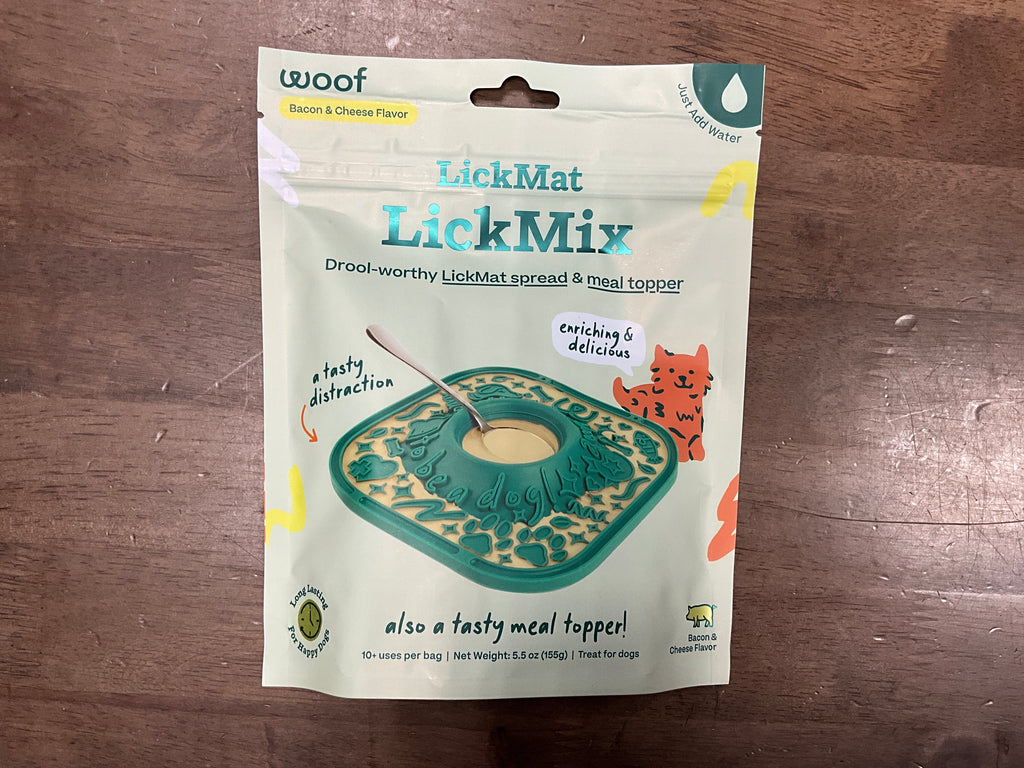 woof
Bacon & Cheese Flavor
Just Add Water
LickMat
LickMix
Drool-worthy LickMat spread & meal topper
enriching &
delicious
a tasty
distraction
be a dog!
Long Lasting
For Happy Dogs
also a tasty meal topper!
10+ uses per bag | Net Weight: 5.5 oz (155g) | Treat for dogs
Bacon &
Cheese Flavor